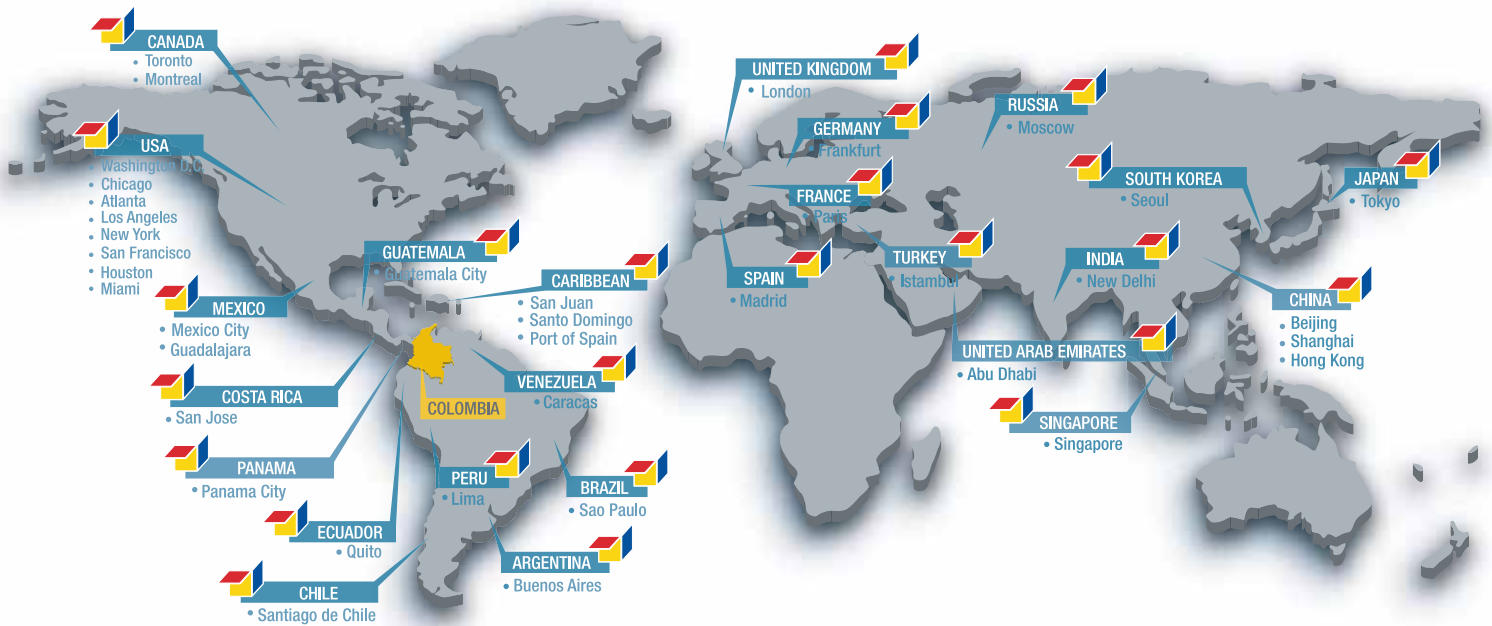 CANADA
• Toronto
• Montreal
USA
• Washington D.C.
• Chicago
• Atlanta
• Los Angeles
• New York
• San Francisco
• Houston
• Miami
MEXICO
• Mexico City
• Guadalajara
COSTA RICA
• San Jose
PANAMA
• Panama City
ECUADOR
• Quito
CHILE
• Santiago de Chile
GUATEMALA
• Guatemala City
CARIBBEAN
• San Juan
• Santo Domingo
• Port of Spain
VENEZUELA
• Caracas
COLOMBIA
PERU
• Lima
BRAZIL
• Sao Paulo
ARGENTINA
• Buenos Aires
UNITED KINGDOM
• London
GERMANY
• Frankfurt
FRANCE
• Paris
SPAIN
• Madrid
TURKEY
• Istambul
RUSSIA
• Moscow
SOUTH KOREA
• Seoul
JAPAN
• Tokyo
INDIA
• New Delhi
CHINA
• Beijing
• Shanghai
• Hong Kong
UNITED ARAB EMIRATES
• Abu Dhabi
SINGAPORE
• Singapore